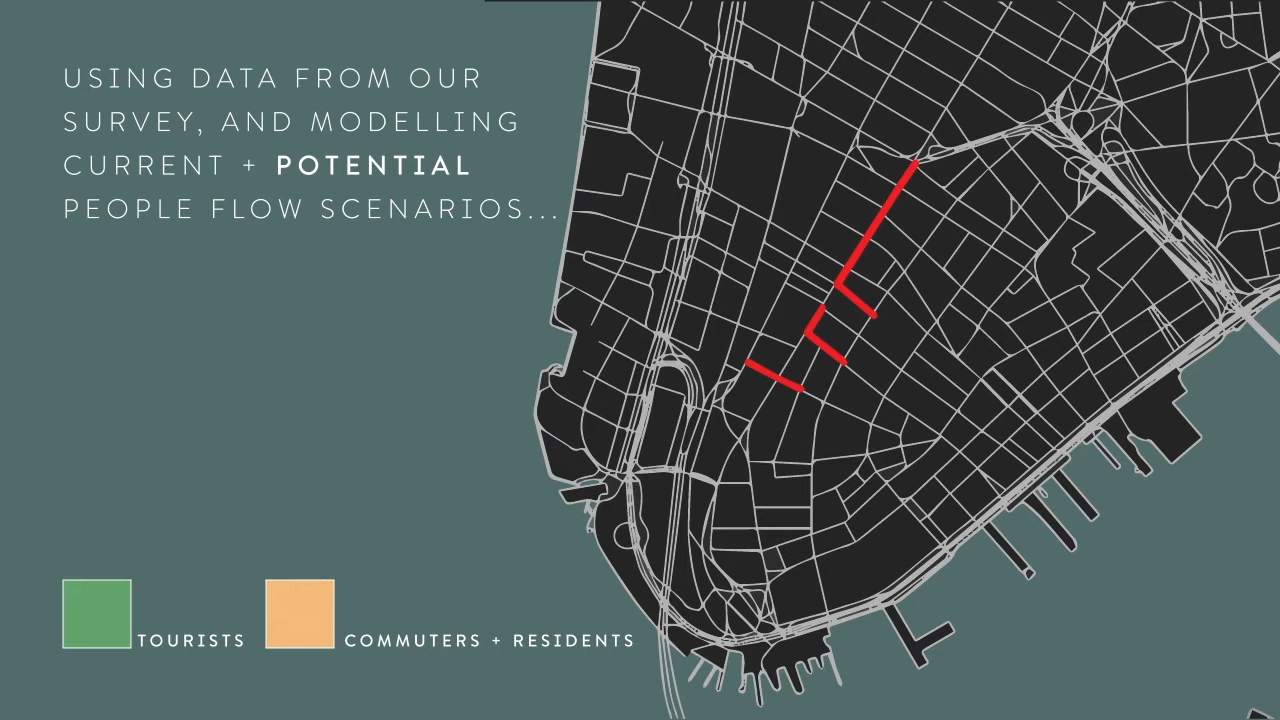 USING DATA FROM OUR
SURVEY, AND MODELLING
CURRENT + POTENTIAL
PEOPLE FLOW SCENARIOS...
TOURISTS
COMMUTERS + RESIDENTS